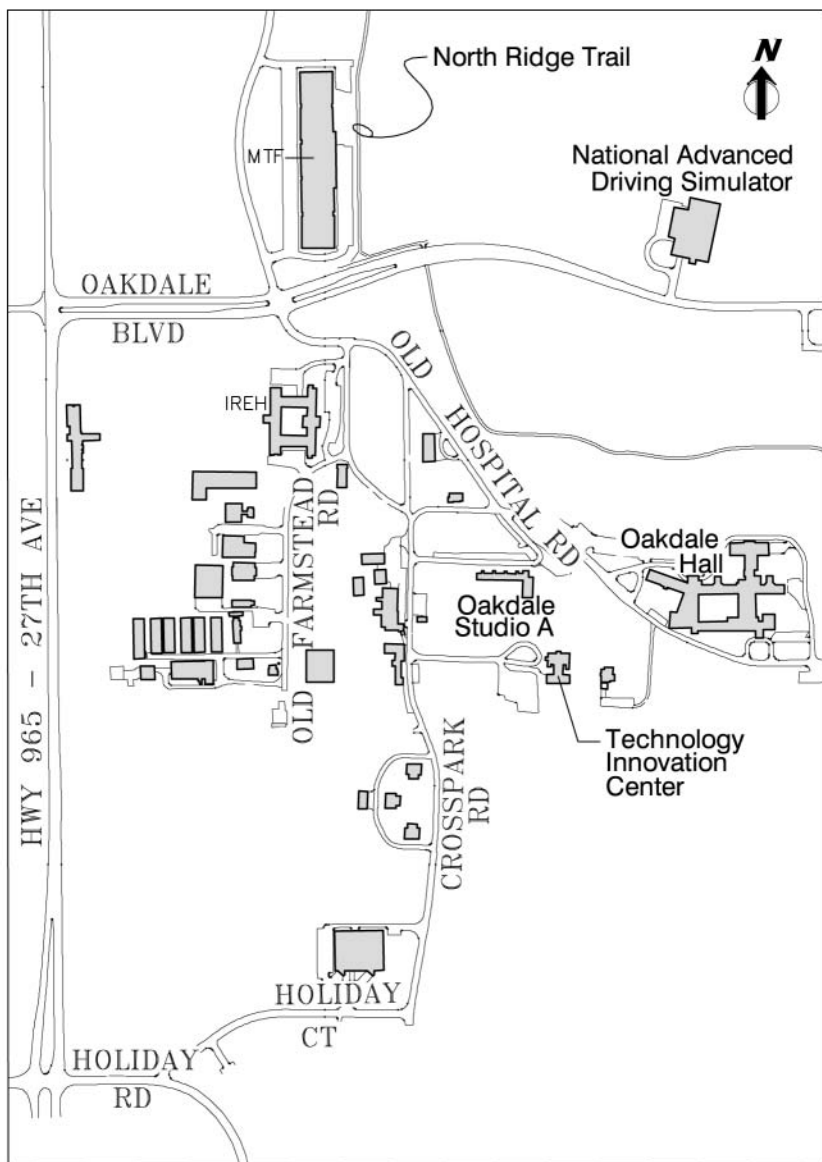 North Ridge Trail
N
MTF
National Advanced
Driving Simulator
OAKDALE
BLVD
OLD HOSPITAL RD
IREH
HWY 965 - 27TH AVE
OLD FARMSTEAD
RD
Oakdale
Hall
Oakdale
Studio A
Technology
Innovation
Center
CROSSPARK
RD
HOLIDAY
CT
HOLIDAY
RD